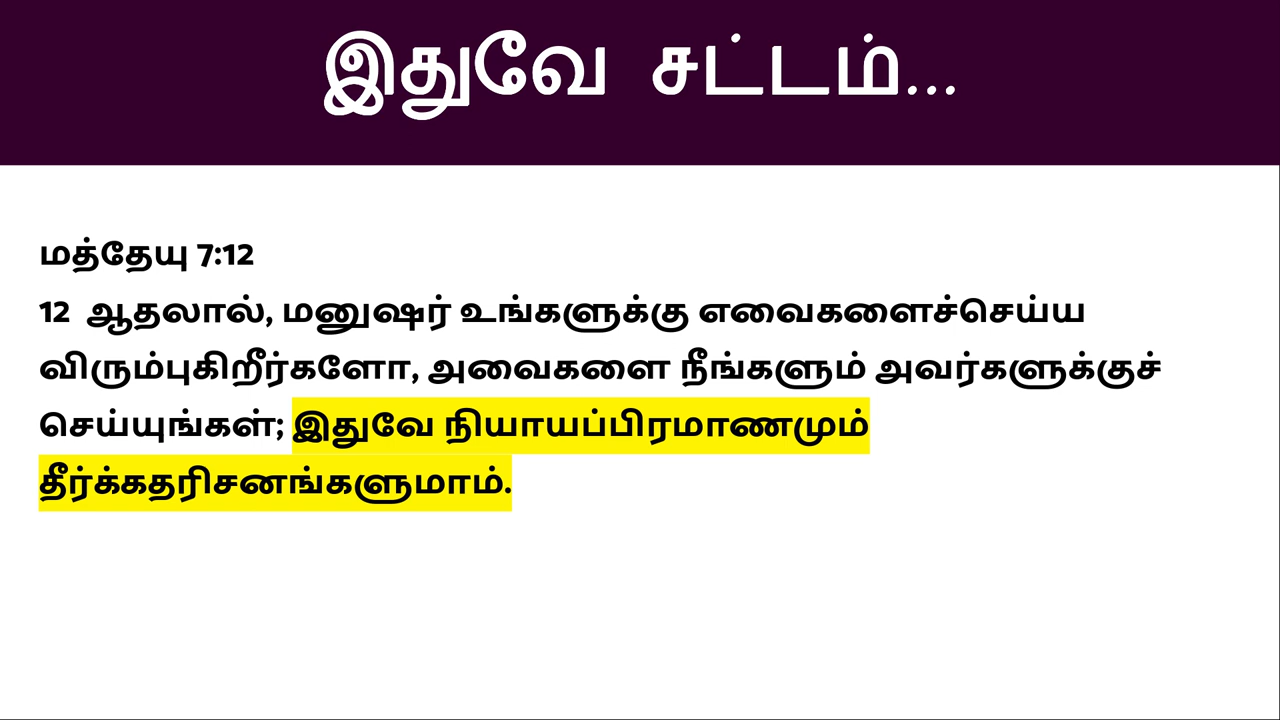 இதுவே சட்டம்...
மத்தேயு 7:12
12 ஆதலால், மனுஷர் உங்களுக்கு எவைகளைச்செய்ய
விரும்புகிறீர்களோ, அவைகளை நீங்களும் அவர்களுக்குச்
செய்யுங்கள்; இதுவே நியாயப்பிரமாணமும்
தீர்க்கதரிசனங்களுமாம்.